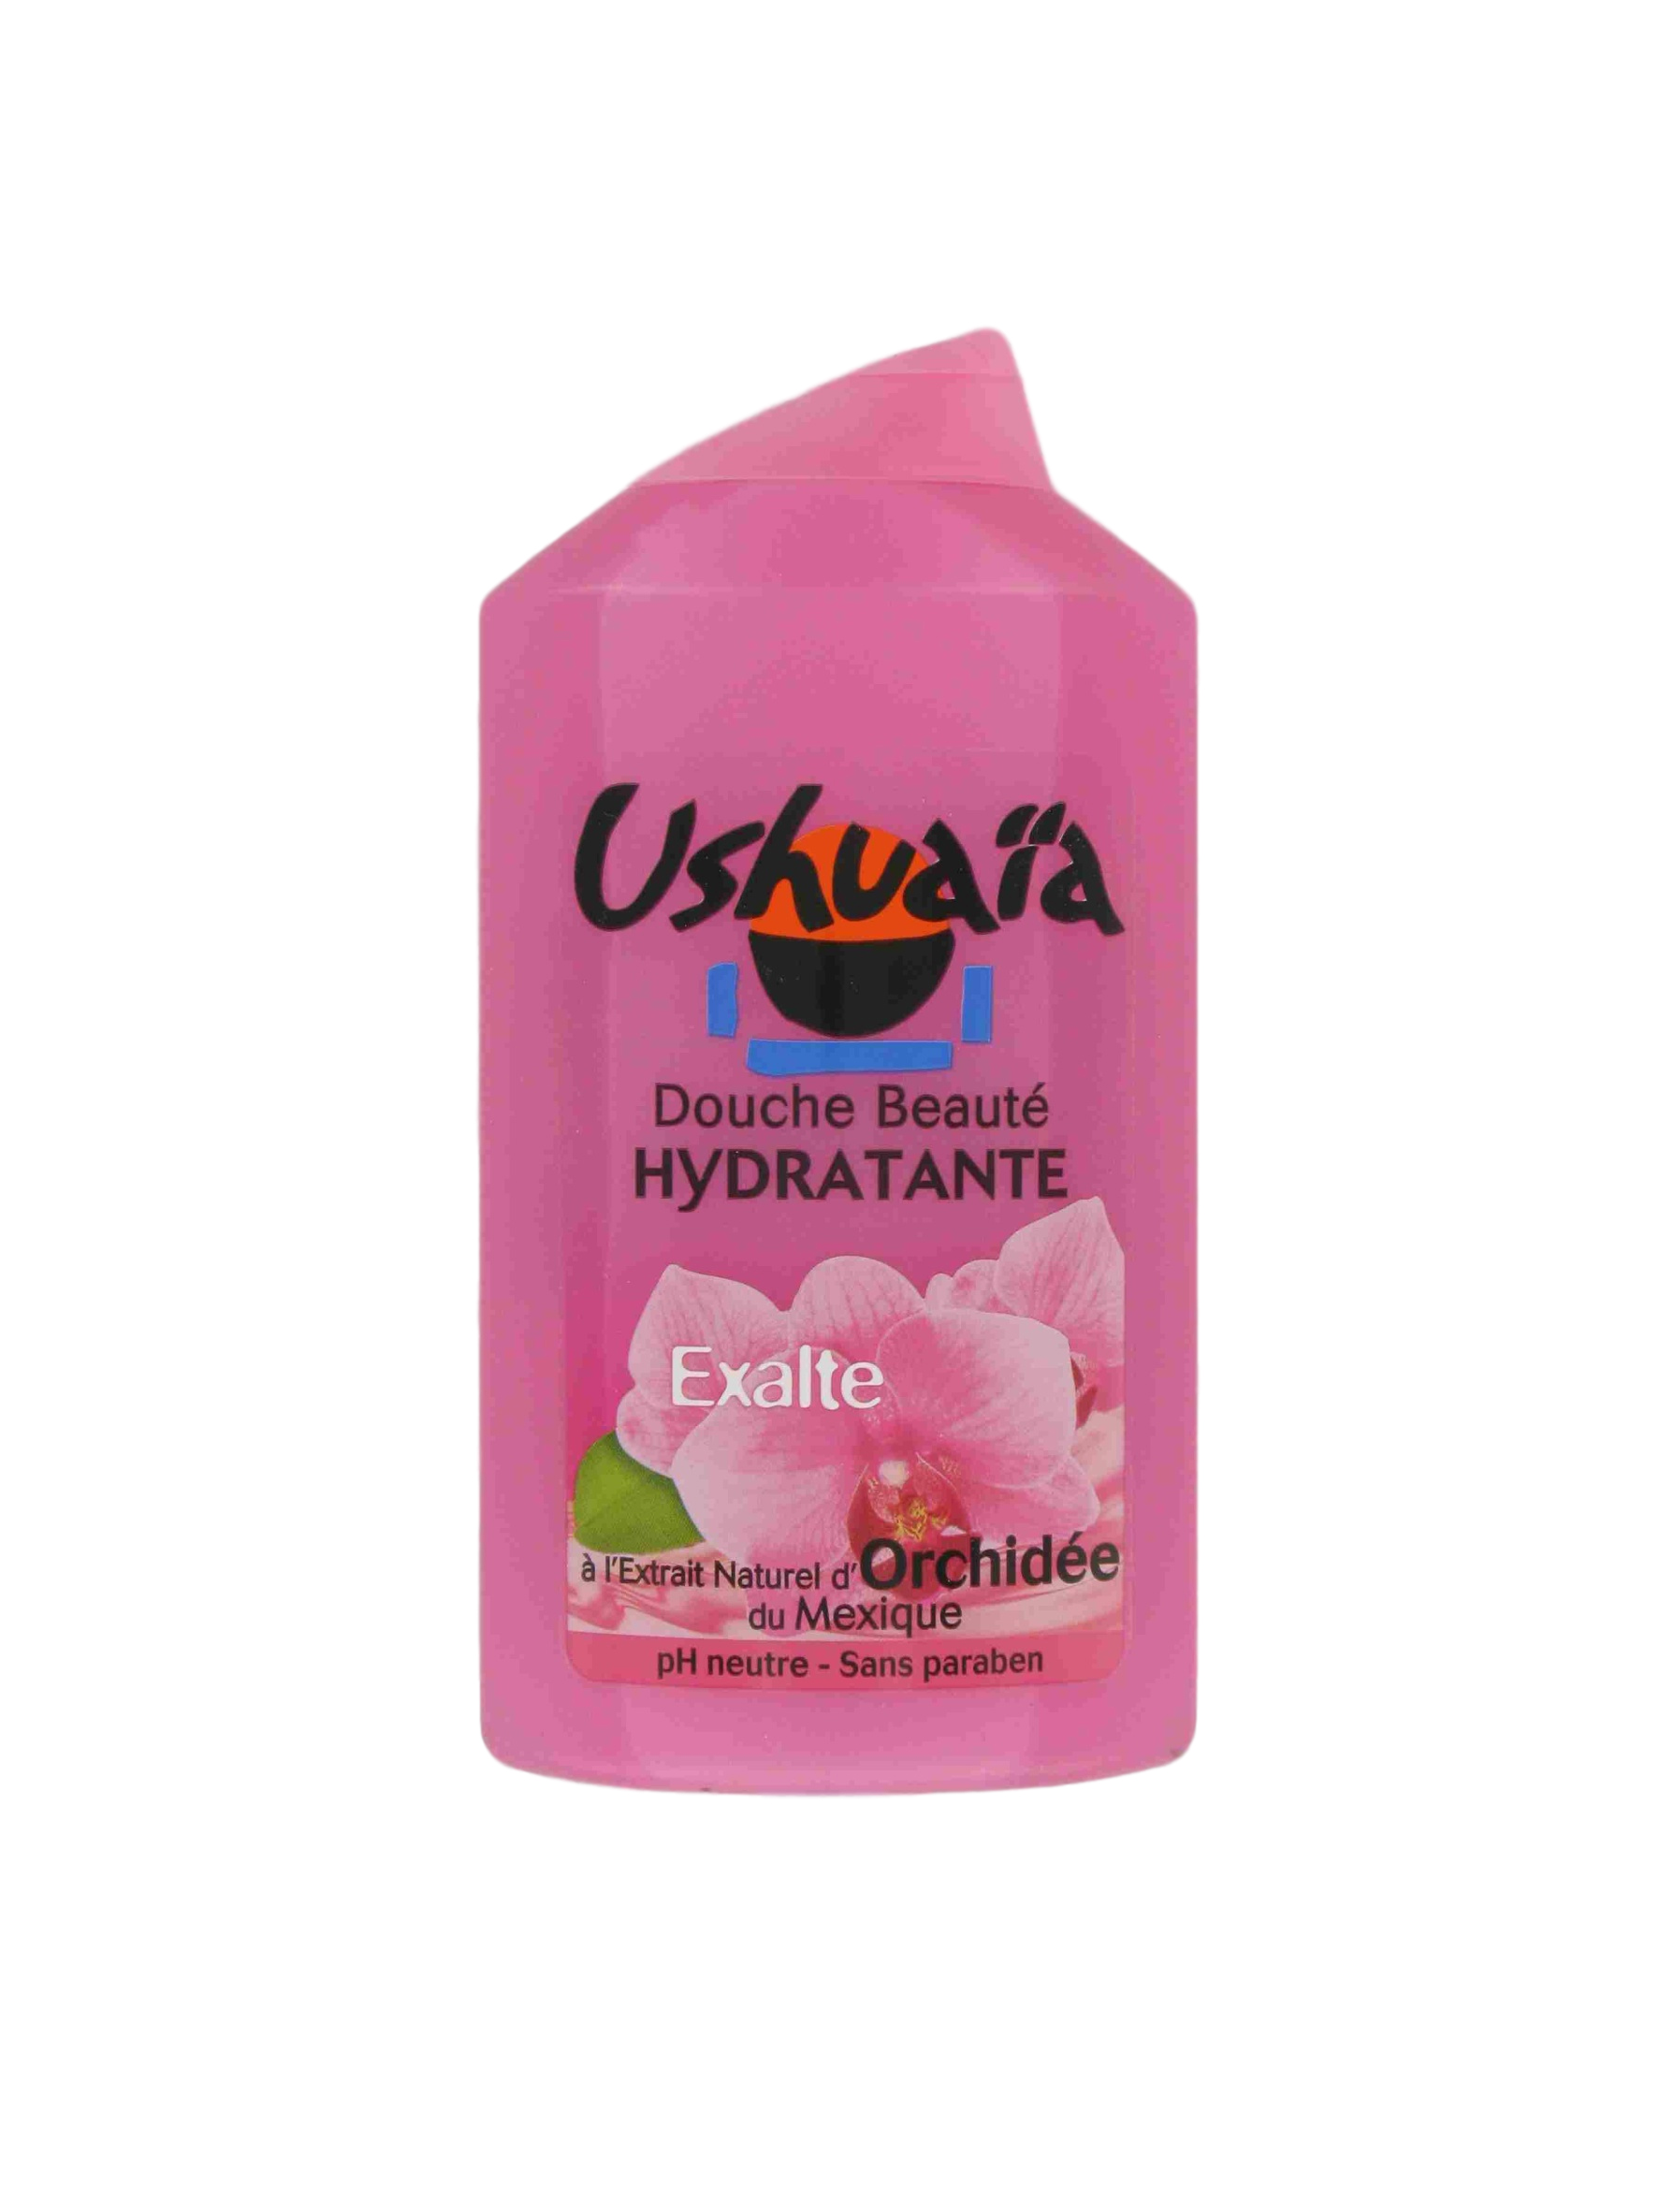 Ushuaïa
Douche Beauté
HYDRATANTE
Exalte
à l'Extrait Naturel d'Orchidée
du Mexique
pH neutre - Sans paraben